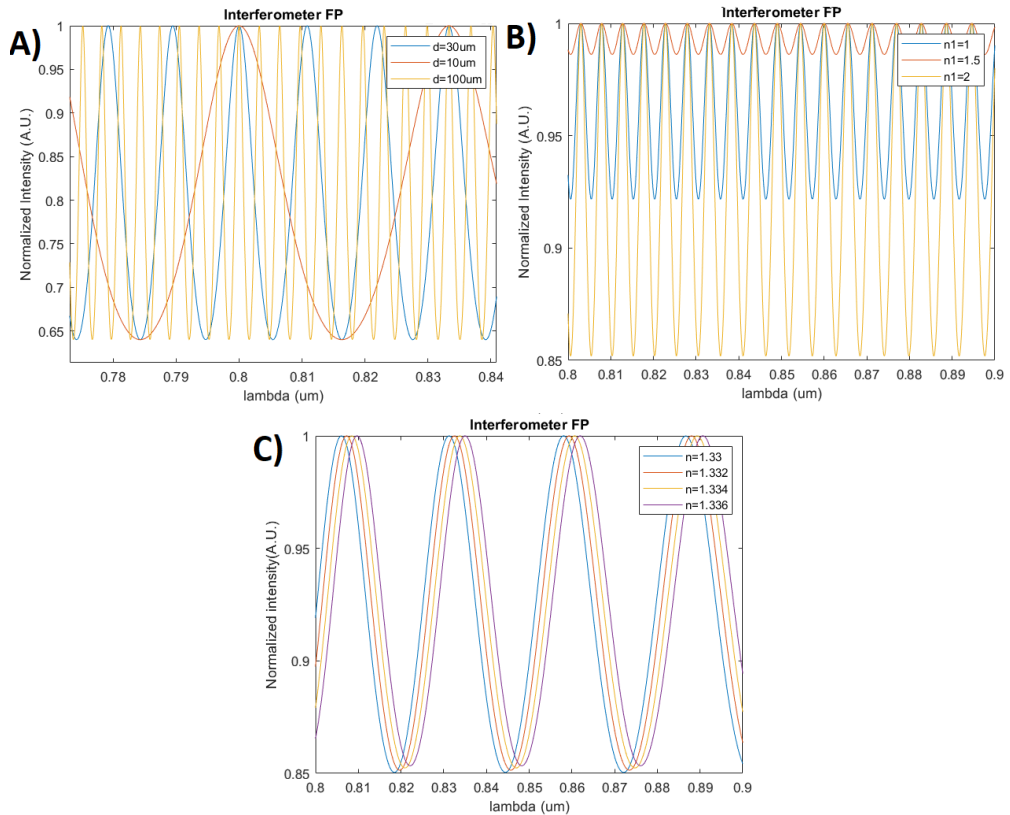 A)
Interferometer FP
d=30um
d=10um
d=100um
Normalized Intensity (A.U.)
1
0.95
0.9
0.85
0.8
0.75
0.7
0.65
0.78
0.79
0.8
0.81
0.82
0.83
0.84
lambda (um)
B)
Interferometer FP
n1=1
n1=1.5
n1=2
Normalized Intensity (A.U.)
1
0.95
0.9
0.85
0.8
0.81
0.82
0.83
0.84
0.85
0.86
0.87
0.88
0.89
0.9
lambda (um)
C)
Interferometer FP
n=1.33
n=1.332
n=1.334
n=1.336
Normalized intensity(A.U.)
1
0.95
0.9
0.85
0.8
0.81
0.82
0.83
0.84
0.85
0.86
0.87
0.88
0.89
0.9
lambda (um)